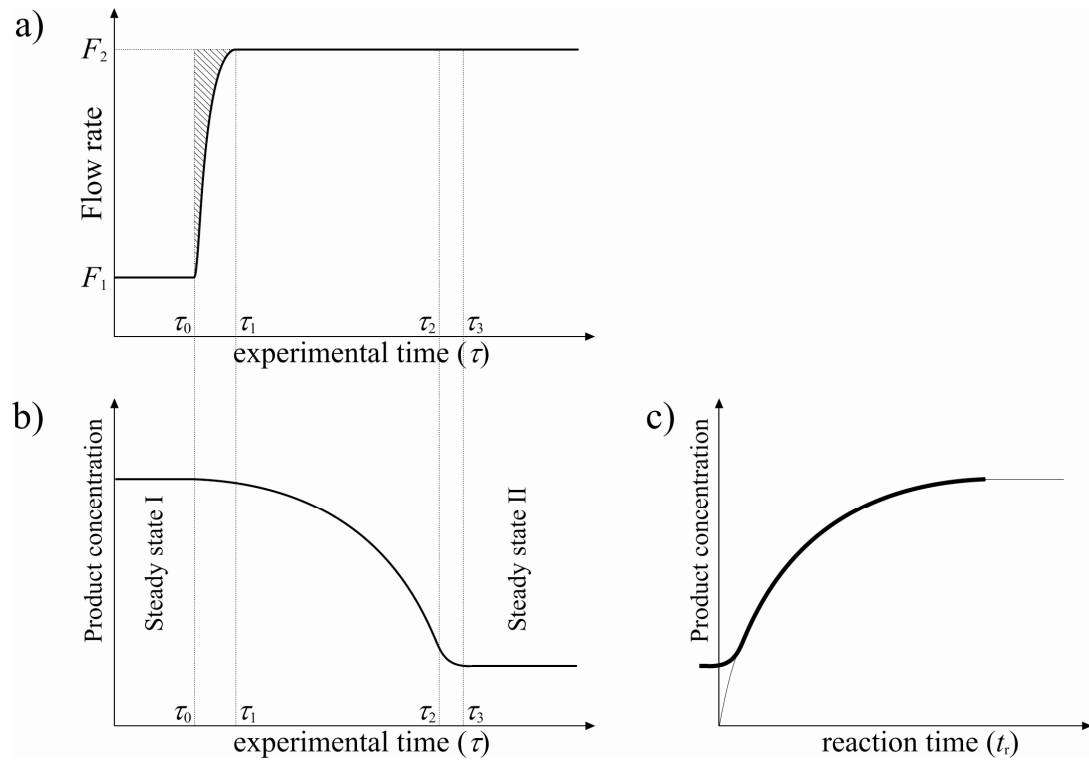 a)
F₂
Flow rate
F₁
τ₀
τ₁
τ₂
τ₃
experimental time (τ)
b)
Product concentration
Steady state I
Steady state II
τ₀
τ₁
τ₂
τ₃
experimental time (τ)
c)
Product concentration
reaction time (tᵣ)